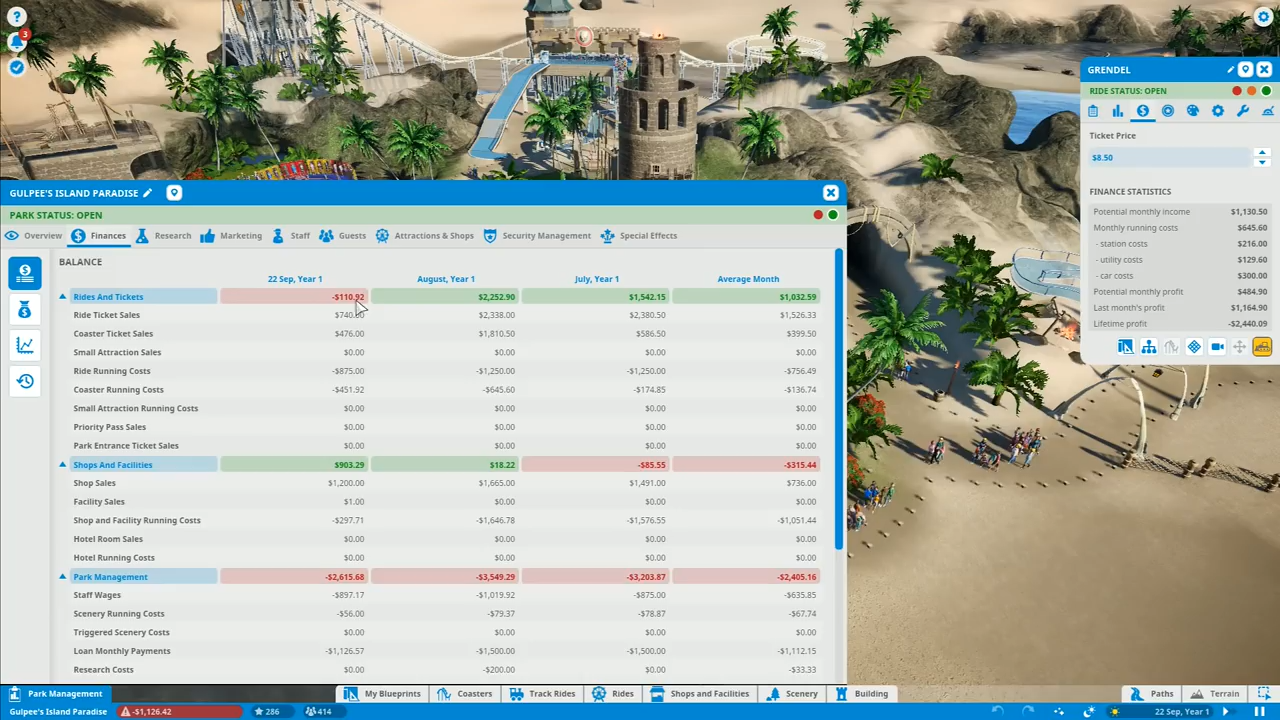 ?
3
GULPEE'S ISLAND PARADISE
PARK STATUS: OPEN
Overview Finances Research Marketing Staff Guests Attractions & Shops Security Management Special Effects
BALANCE
22 Sep, Year 1 August, Year 1 July, Year 1 Average Month
Rides And Tickets -$110.92 $2,252.90 $1,542.15 $1,032.59
Ride Ticket Sales $2,338.00 $2,380.50 $1,526.33
Coaster Ticket Sales $476.00 $1,810.50 $586.50 $399.50
Small Attraction Sales $0.00 $0.00 $0.00 $0.00
Ride Running Costs -$875.00 -$1,250.00 -$1,250.00 -$756.49
Coaster Running Costs -$451.92 -$645.60 -$174.85 -$136.74
Small Attraction Running Costs $0.00 $0.00 $0.00 $0.00
Priority Pass Sales $0.00 $0.00 $0.00 $0.00
Park Entrance Ticket Sales $0.00 $0.00 $0.00 $0.00
Shops And Facilities $903.29 $18.22 -$85.55 -$315.44
Shop Sales $1,200.00 $1,665.00 $1,491.00 $736.00
Facility Sales $1.00 $0.00 $0.00 $0.00
Shop and Facility Running Costs -$297.71 -$1,646.78 -$1,576.55 -$1,051.44
Hotel Room Sales $0.00 $0.00 $0.00 $0.00
Hotel Running Costs $0.00 $0.00 $0.00 $0.00
Park Management -$2,615.68 -$3,549.29 -$3,203.87 -$2,405.16
Staff Wages -$897.17 -$1,019.92 -$875.00 -$635.85
Scenery Running Costs -$56.00 -$79.37 -$78.87 -$67.74
Triggered Scenery Costs $0.00 $0.00 $0.00 $0.00
Loan Monthly Payments -$1,126.57 -$1,500.00 -$1,500.00 -$1,112.15
Research Costs $0.00 -$200.00 $0.00 -$33.33
GRENDEL
RIDE STATUS: OPEN
Ticket Price
$8.50
FINANCE STATISTICS
Potential monthly income $1,130.50
Monthly running costs $645.60
- station costs $216.00
- utility costs $129.60
- car costs $300.00
Potential monthly profit $484.90
Last month's profit $1,164.90
Lifetime profit -$2,440.09
Park Management My Blueprints Coasters Track Rides Rides Shops and Facilities Scenery Building Paths Terrain
Gulpee's Island Paradise -$1,126.42 286 414 22 Sep, Year 1